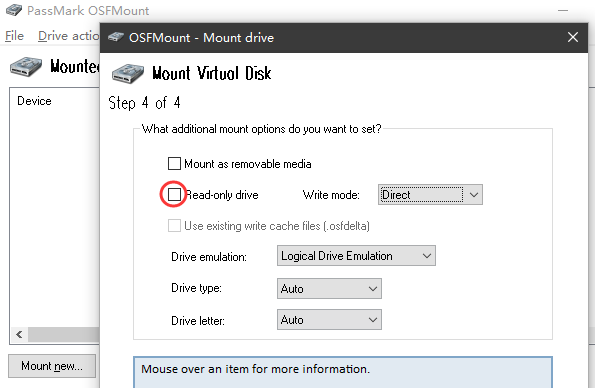 PassMark OSFMount
File Drive actio
OSFMount - Mount drive
Mounte
Mount Virtual Disk
Device
Step 4 of 4
What additional mount options do you want to set?
Mount as removable media
Read-only drive Write mode: Direct
Use existing write cache files (.osfdelta)
Drive emulation: Logical Drive Emulation
Drive type: Auto
Drive letter: Auto
Mount new...
Mouse over an item for more information.